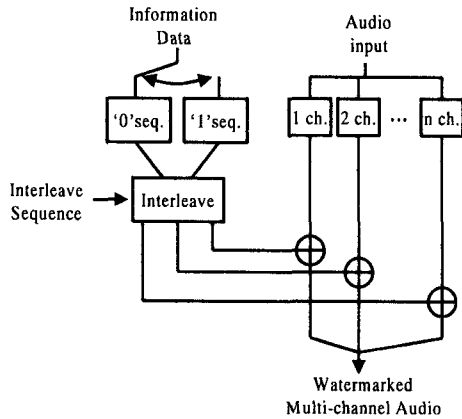 Information
Data
Audio
input
'0'seq.
'1'seq.
1 ch.
2 ch.
...
n ch.
Interleave
Sequence
Interleave
Watermarked
Multi-channel Audio